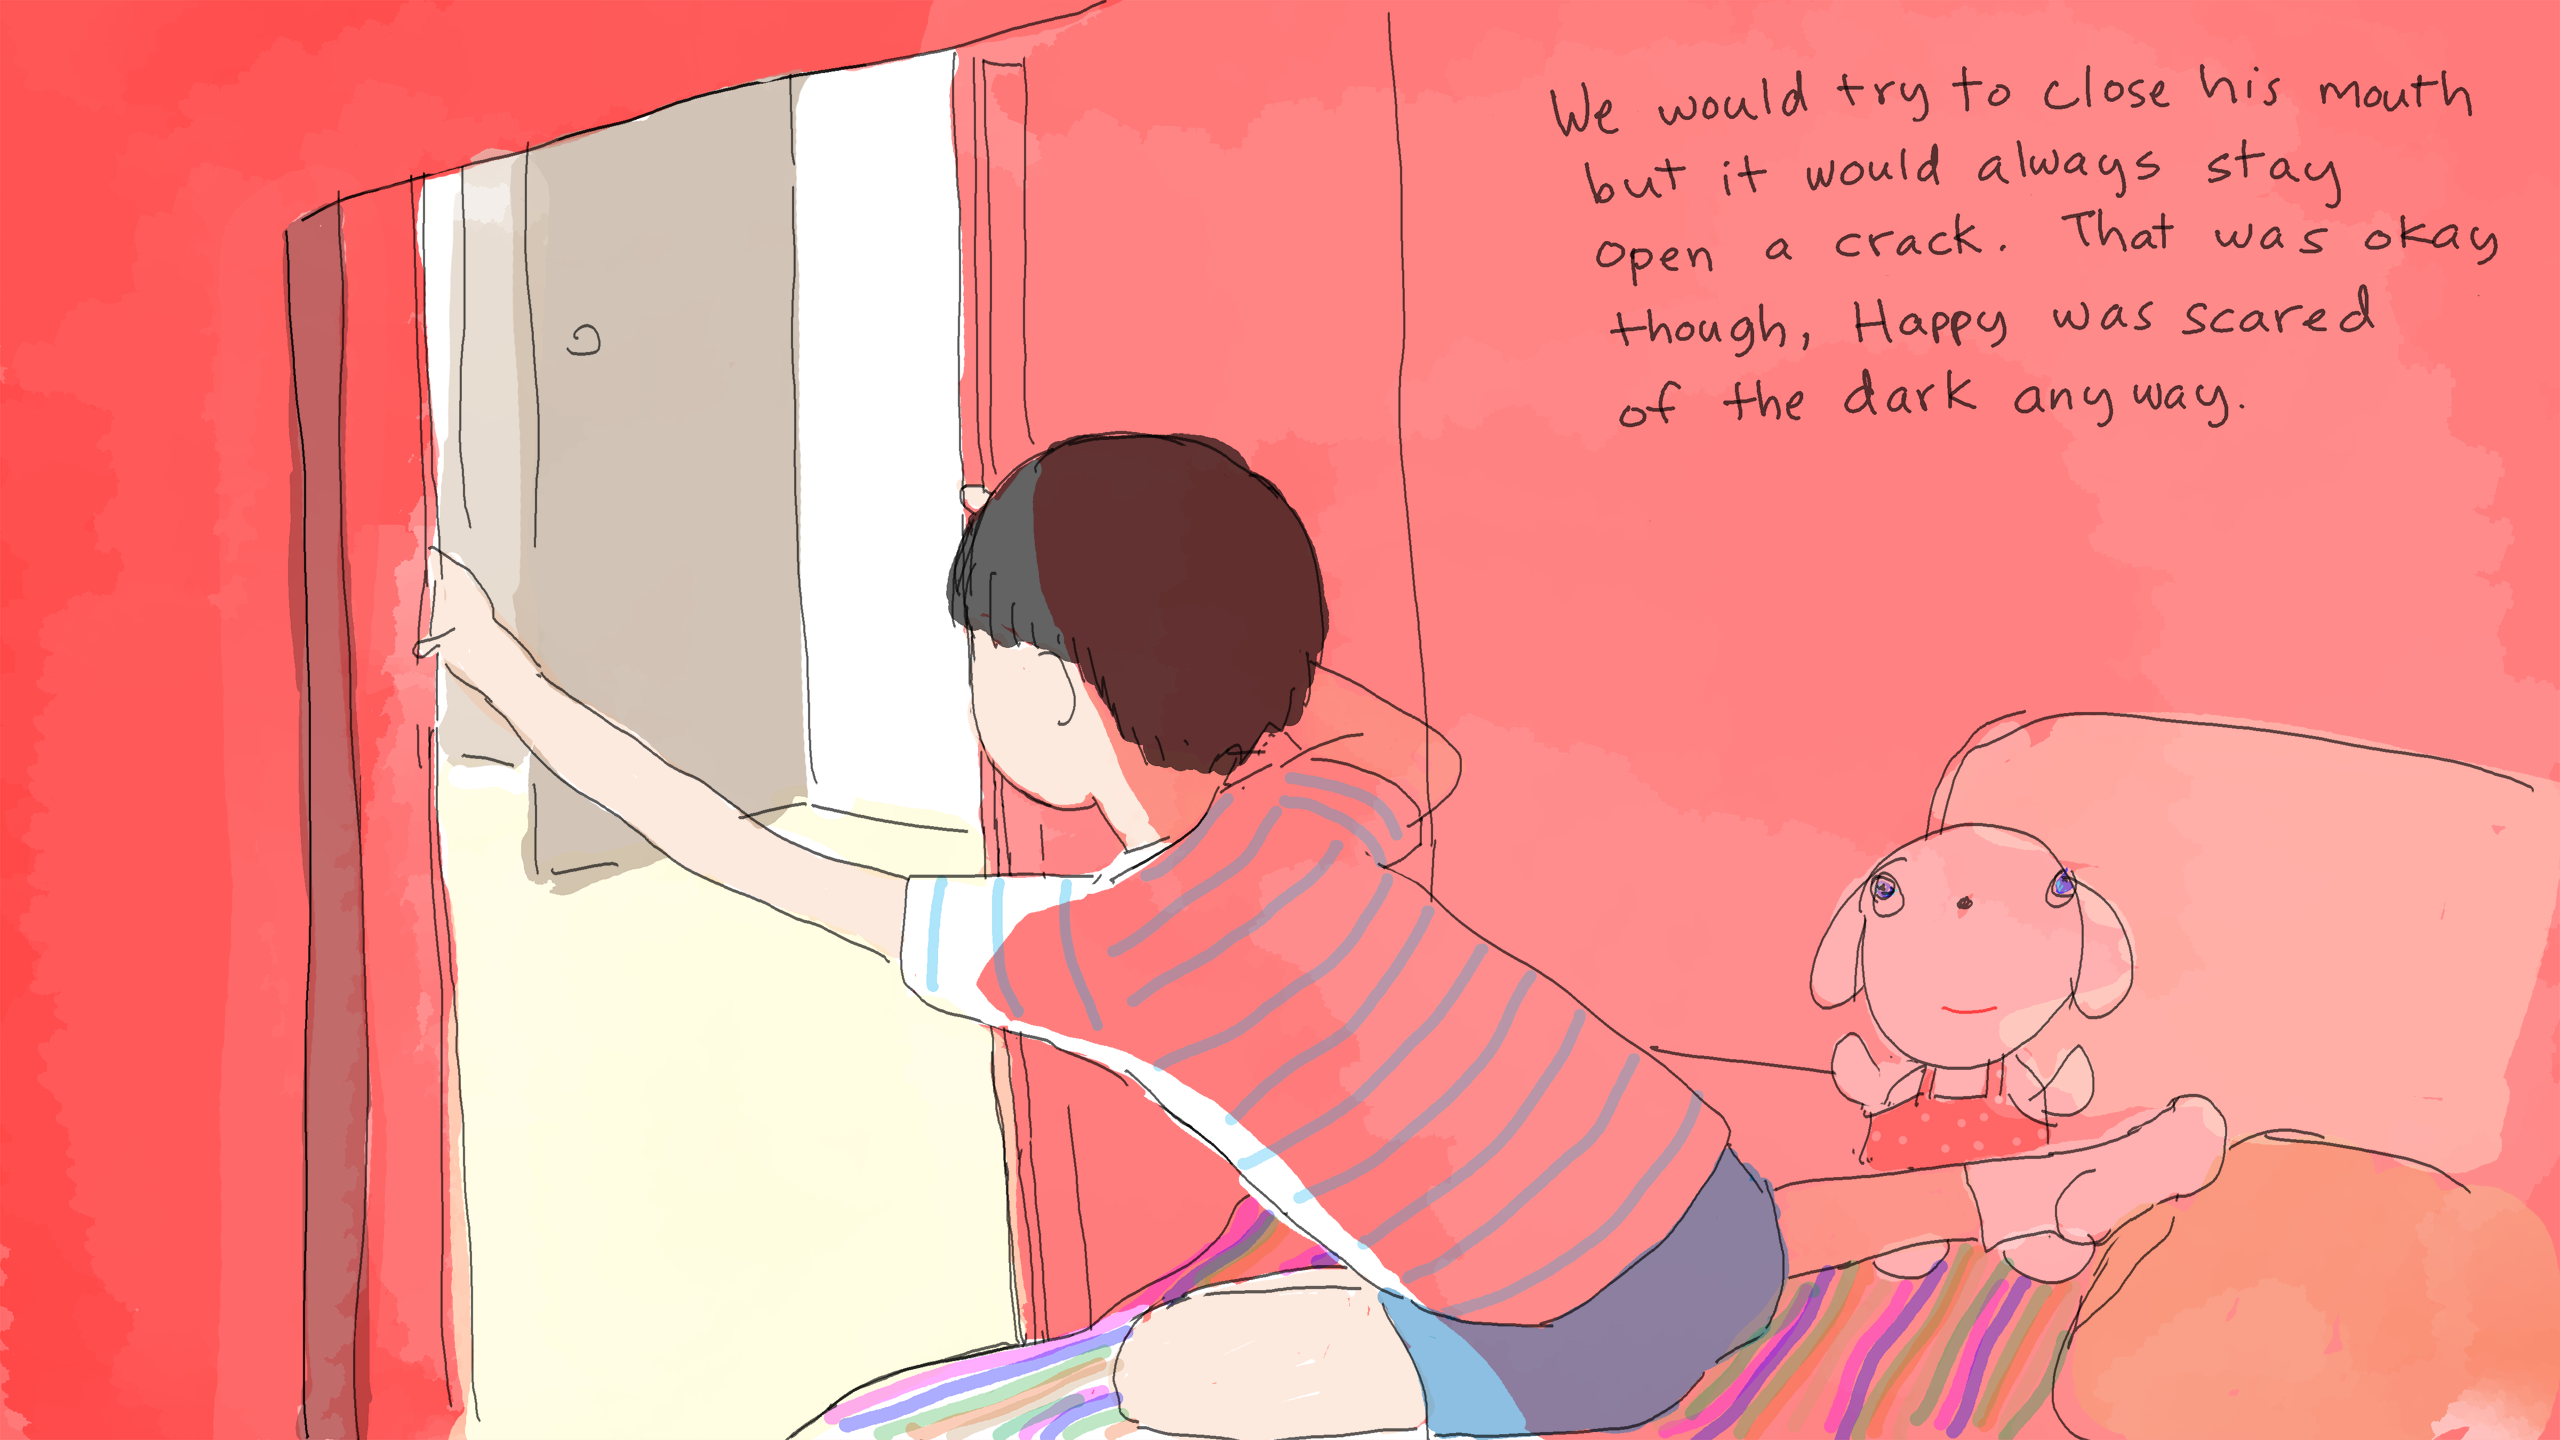 We would try to close his mouth
but it would always stay
open a crack. That was okay
though, Happy was scared
of the dark anyway.